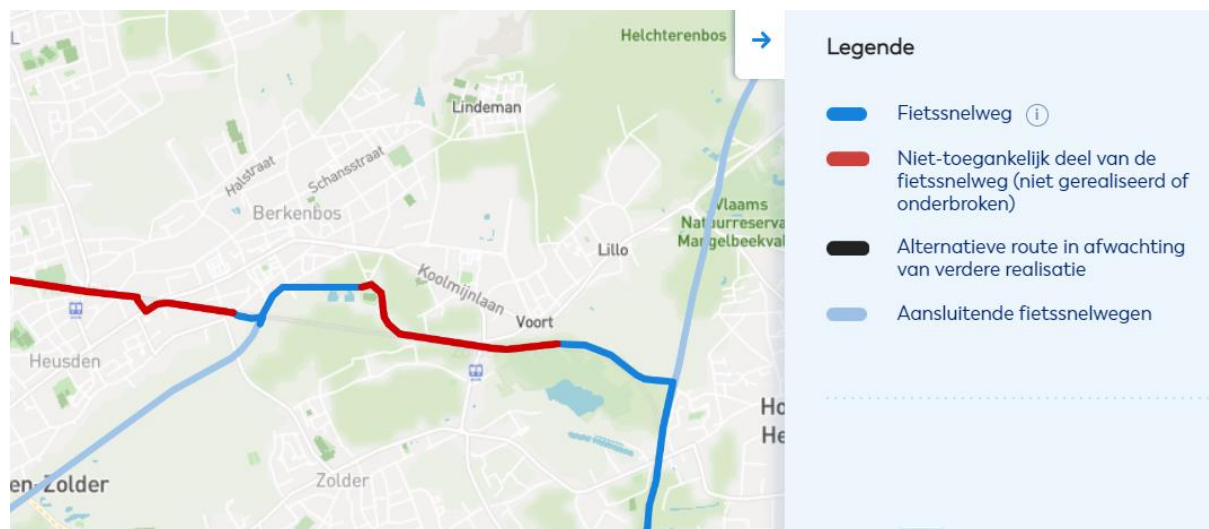 Helchterenbos
Lindeman
Halstraat
Schansstraat
Berkenbos
Vlaams
Natuurreserva
Mangelbeekval
Lillo
Koolmijnlaan
Voort
Heusden
Ho
He
en-Zolder
Zolder
Legende
Fietssnelweg
Niet-toegankelijk deel van de
fietssnelweg (niet gerealiseerd of
onderbroken)
Alternatieve route in afwachting
van verdere realisatie
Aansluitende fietssnelwegen